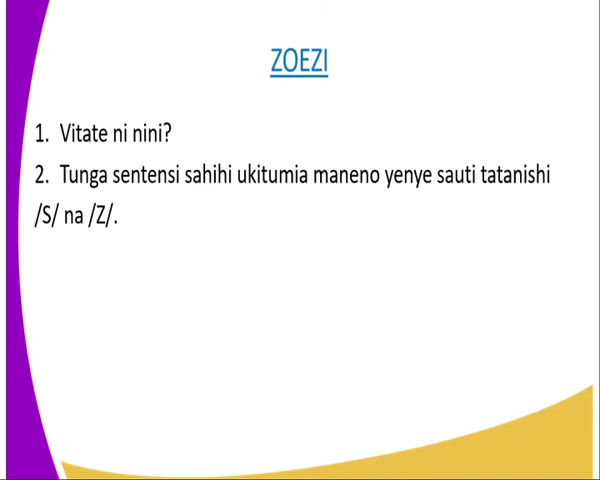 ZOEZI
1. Vitate ni nini?
2. Tunga sentensi sahihi ukitumia maneno yenye sauti tatanishi
/S/ na /Z/.